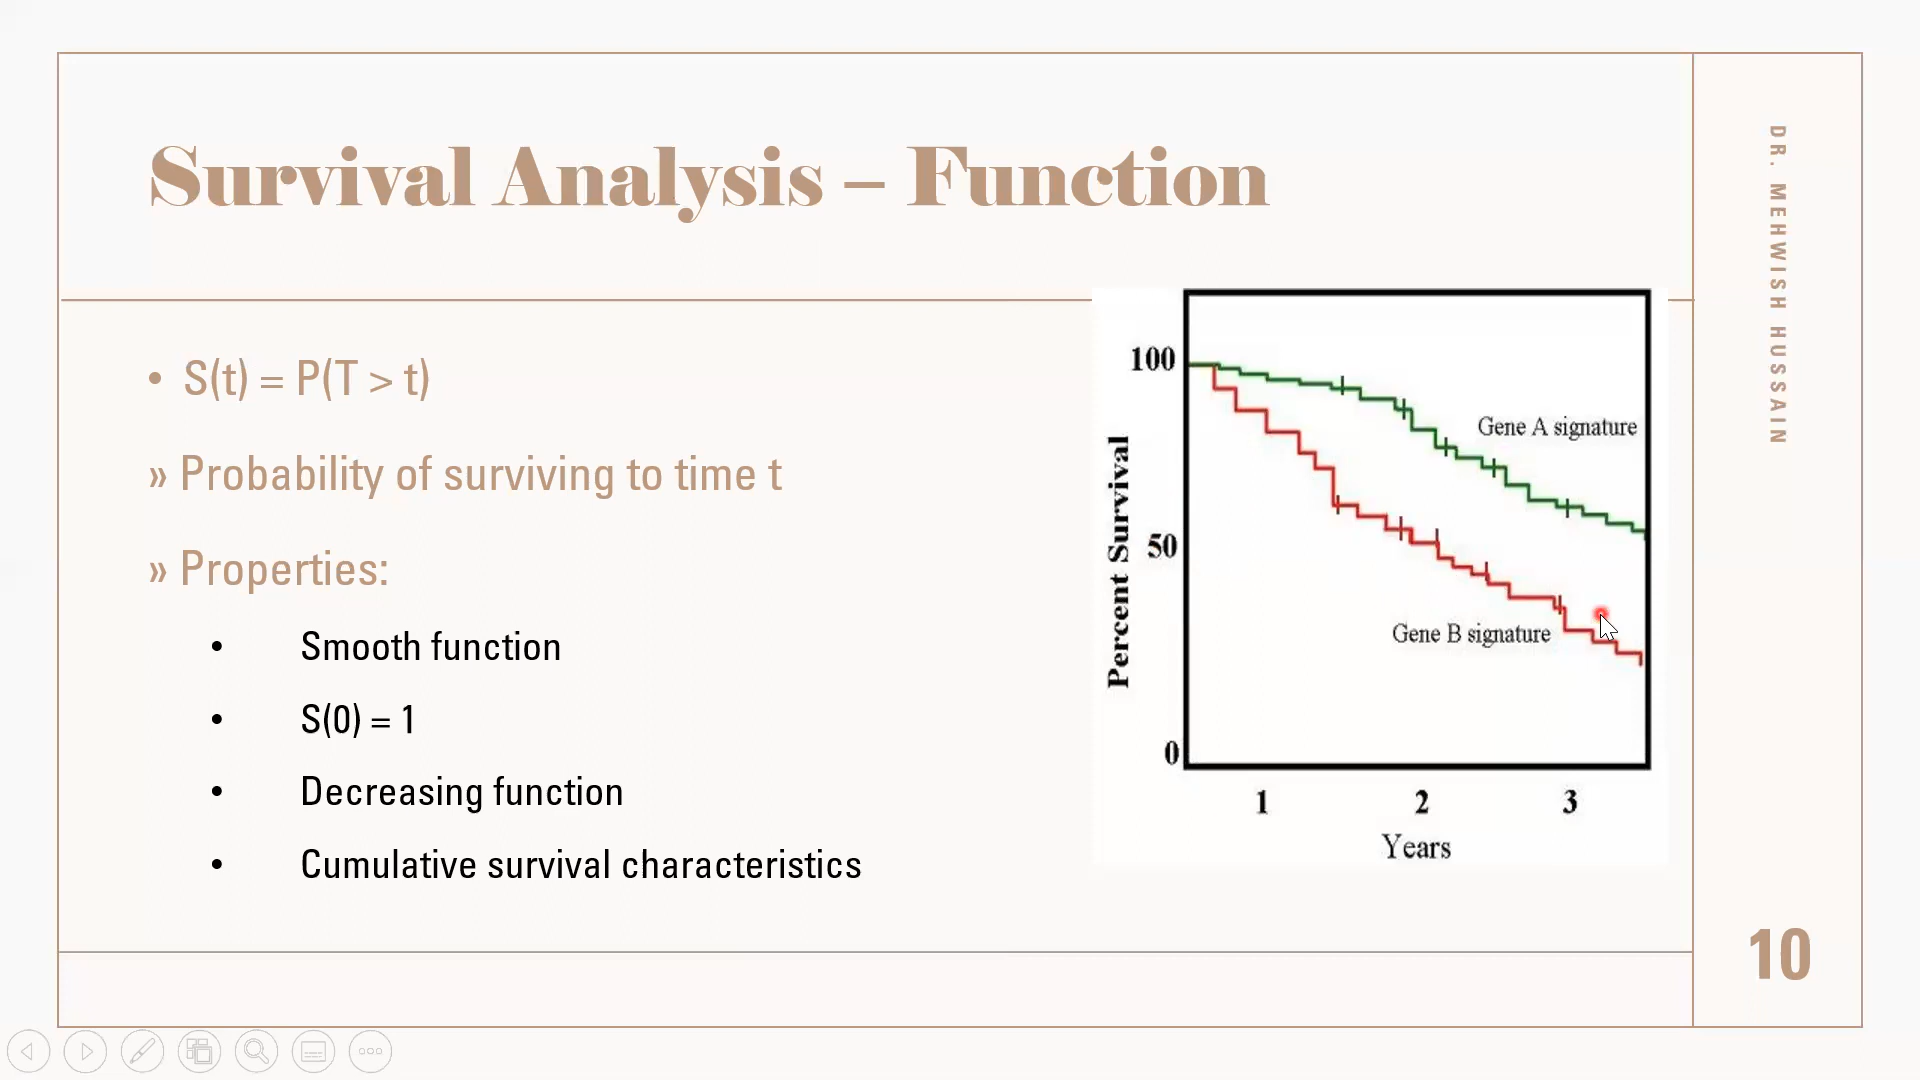 Survival Analysis – Function
DR. MEHWISH HUSSAIN
• S(t) = P(T > t)
» Probability of surviving to time t
» Properties:
• Smooth function
• S(0) = 1
• Decreasing function
• Cumulative survival characteristics
Percent Survival
100
50
0
Gene A signature
Gene B signature
1 2 3
Years
10